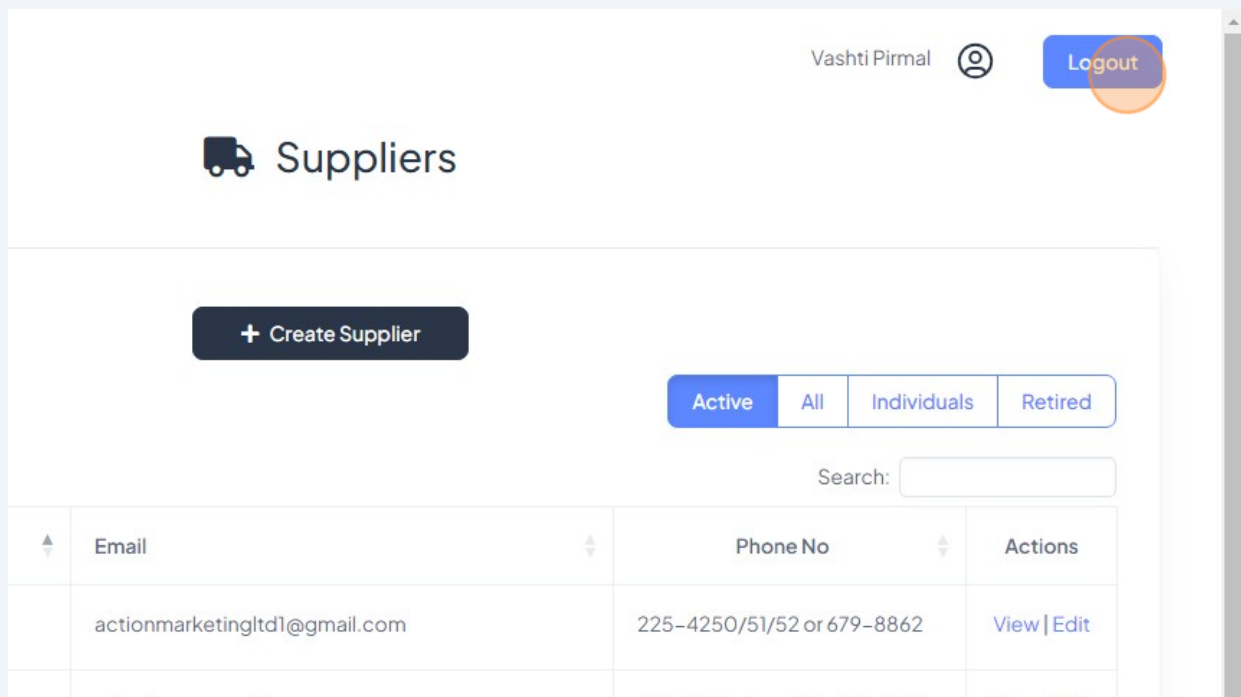 Vashti Pirmal Logout
Suppliers
+ Create Supplier
Active All Individuals Retired
Search:
Email Phone No Actions
actionmarketingltd1@gmail.com 225-4250/51/52 or 679-8862 View | Edit